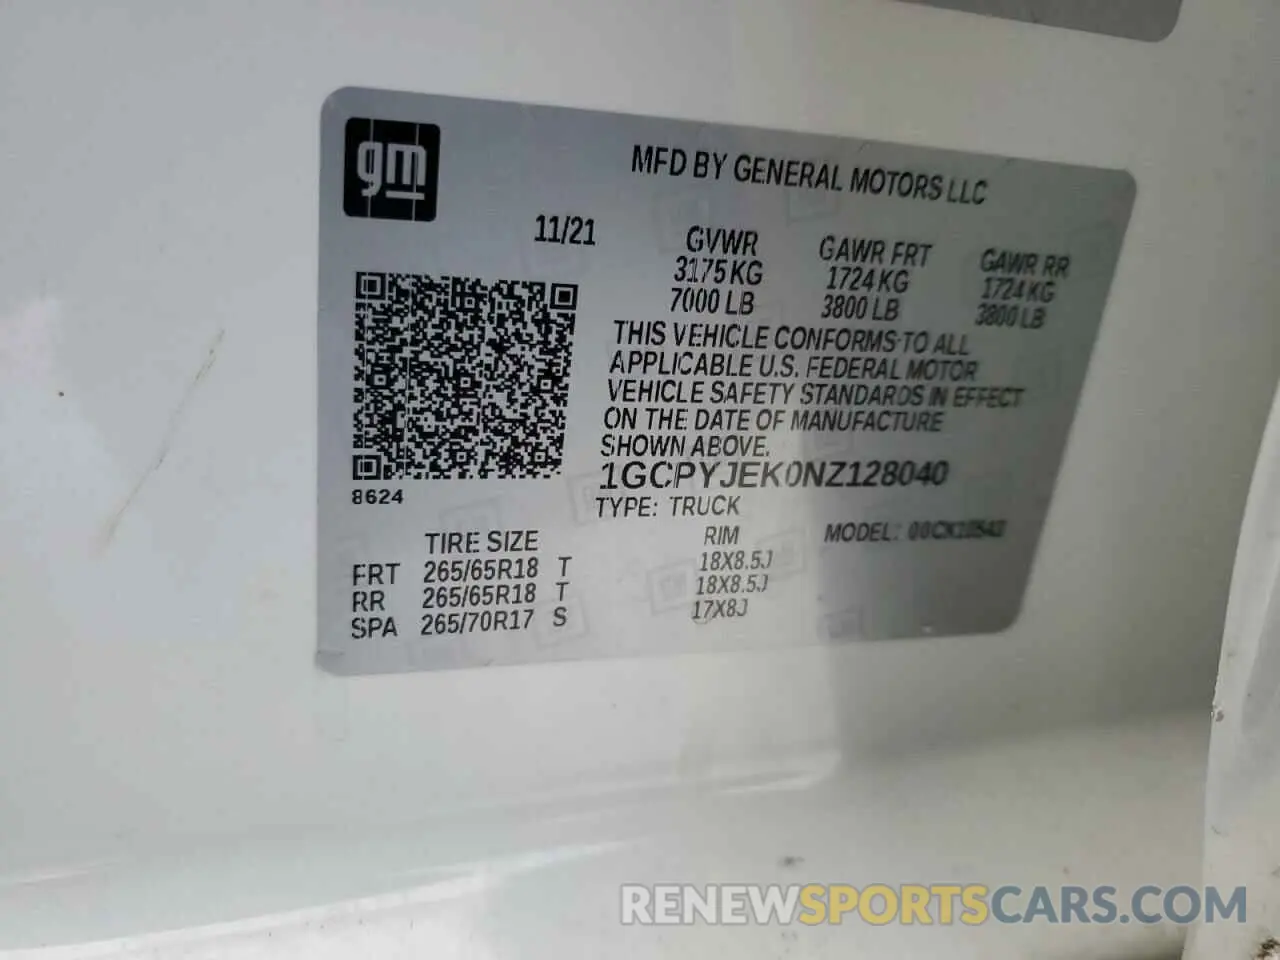 gm
MFD BY GENERAL MOTORS LLC
11/21
GVWR GAWR FRT GAWR RR
3175 KG 1724 KG 1724 KG
7000 LB 3800 LB 3800 LB
THIS VEHICLE CONFORMS TO ALL
APPLICABLE U.S. FEDERAL MOTOR
VEHICLE SAFETY STANDARDS IN EFFECT
ON THE DATE OF MANUFACTURE
SHOWN ABOVE.
1GCPYJEK0NZ128040
8624
TYPE: TRUCK
TIRE SIZE RIM MODEL:
FRT 265/65R18 T 18X8.5J
RR 265/65R18 T 18X8.5J
SPA 265/70R17 S 17X8J
RENEWSPORTSCARS.COM